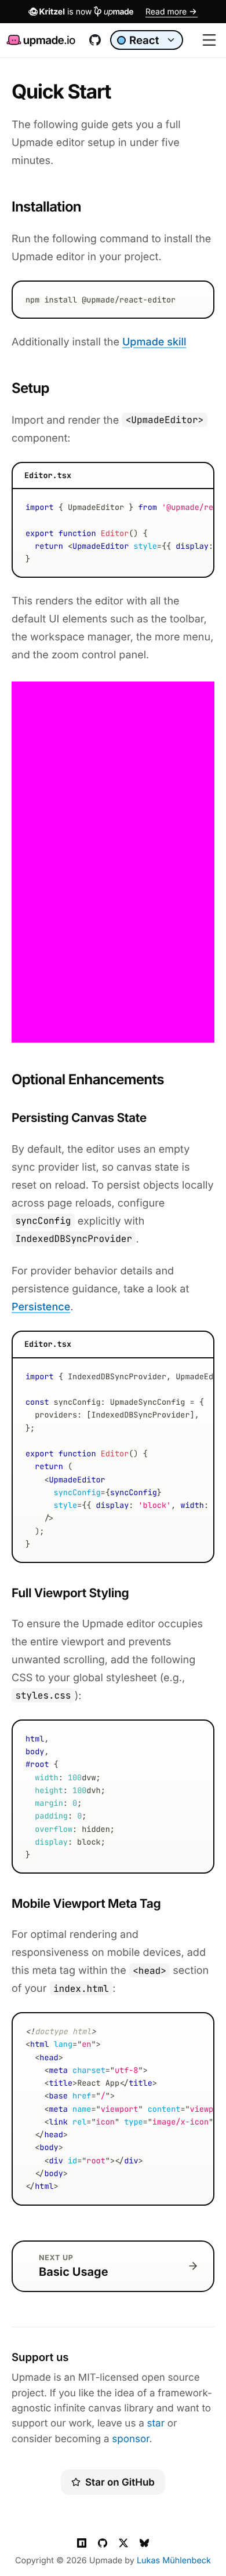 Kritzel is now upmade Read more →
upmade.io React
Quick Start
The following guide gets you a full
Upmade editor setup in under five
minutes.
Installation
Run the following command to install the
Upmade editor in your project.
npm install @upmade/react-editor
Additionally install the Upmade skill
Setup
Import and render the <UpmadeEditor>
component:
Editor.tsx
import { UpmadeEditor } from '@upmade/re
export function Editor() {
return <UpmadeEditor style={{ display:
}
This renders the editor with all the
default UI elements such as the toolbar,
the workspace manager, the more menu,
and the zoom control panel.
Optional Enhancements
Persisting Canvas State
By default, the editor uses an empty
sync provider list, so canvas state is
reset on reload. To persist objects locally
across page reloads, configure
syncConfig explicitly with
IndexedDBSyncProvider.
For provider behavior details and
persistence guidance, take a look at
Persistence.
Editor.tsx
import { IndexedDBSyncProvider, UpmadeEd
const syncConfig: UpmadeSyncConfig = {
providers: [IndexedDBSyncProvider],
};
export function Editor() {
return (
<UpmadeEditor
syncConfig={syncConfig}
style={{ display: 'block', width:
/>
);
}
Full Viewport Styling
To ensure the Upmade editor occupies
the entire viewport and prevents
unwanted scrolling, add the following
CSS to your global stylesheet (e.g.,
styles.css):
html,
body,
#root {
width: 100dvw;
height: 100dvh;
margin: 0;
padding: 0;
overflow: hidden;
display: block;
}
Mobile Viewport Meta Tag
For optimal rendering and
responsiveness on mobile devices, add
this meta tag within the <head> section
of your index.html:
<!doctype html>
<html lang="en">
<head>
<meta charset="utf-8">
<title>React App</title>
<base href="/">
<meta name="viewport" content="viewp
<link rel="icon" type="image/x-icon"
</head>
<body>
<div id="root"></div>
</body>
</html>
NEXT UP
Basic Usage →
Support us
Upmade is an MIT-licensed open source
project. If you like the idea of a framework-
agnostic infinite canvas library and want to
support our work, leave us a star or
consider becoming a sponsor.
Star on GitHub
Copyright © 2026 Upmade by Lukas Mühlenbeck